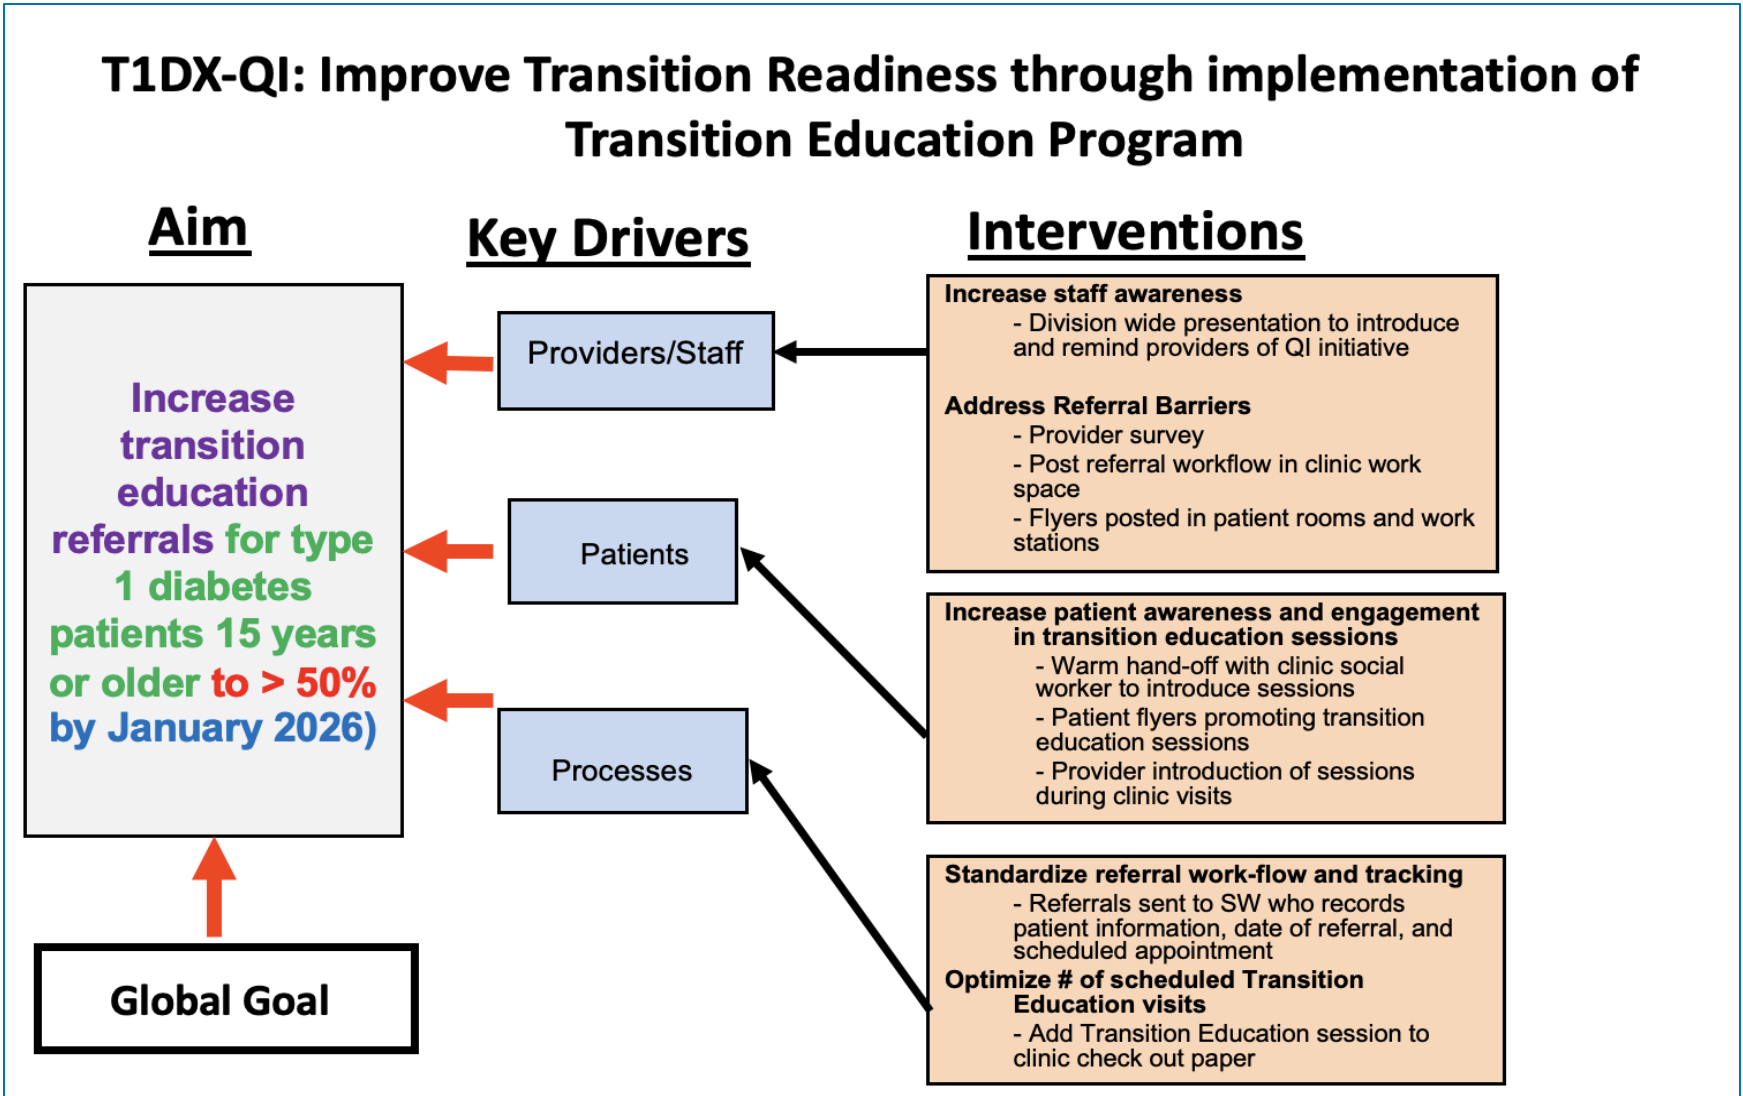 T1DX-QI: Improve Transition Readiness through implementation of
Transition Education Program
Aim
Increase
transition
education
referrals for type
1 diabetes
patients 15 years
or older to > 50%
by January 2026)
Global Goal
Key Drivers
Providers/Staff
Patients
Processes
Interventions
Increase staff awareness
- Division wide presentation to introduce
and remind providers of QI initiative
Address Referral Barriers
- Provider survey
- Post referral workflow in clinic work
space
- Flyers posted in patient rooms and work
stations
Increase patient awareness and engagement
in transition education sessions
- Warm hand-off with clinic social
worker to introduce sessions
- Patient flyers promoting transition
education sessions
- Provider introduction of sessions
during clinic visits
Standardize referral work-flow and tracking
- Referrals sent to SW who records
patient information, date of referral, and
scheduled appointment
Optimize # of scheduled Transition
Education visits
- Add Transition Education session to
clinic check out paper